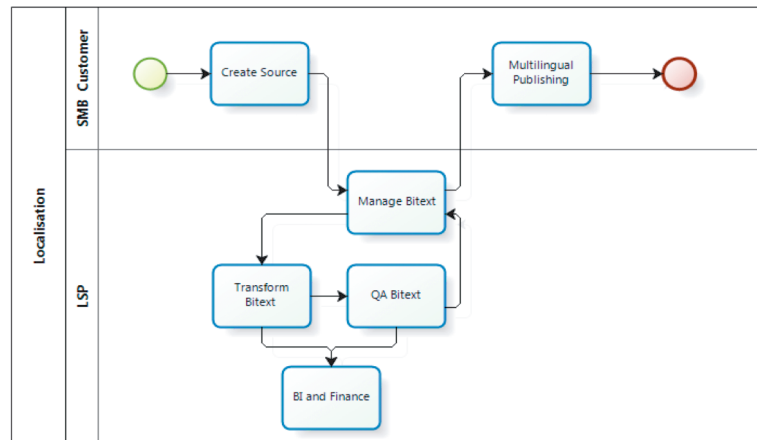 Localisation
SMB Customer
Create Source
Multilingual
Publishing
LSP
Manage Bitext
Transform
Bitext
QA Bitext
BI and Finance